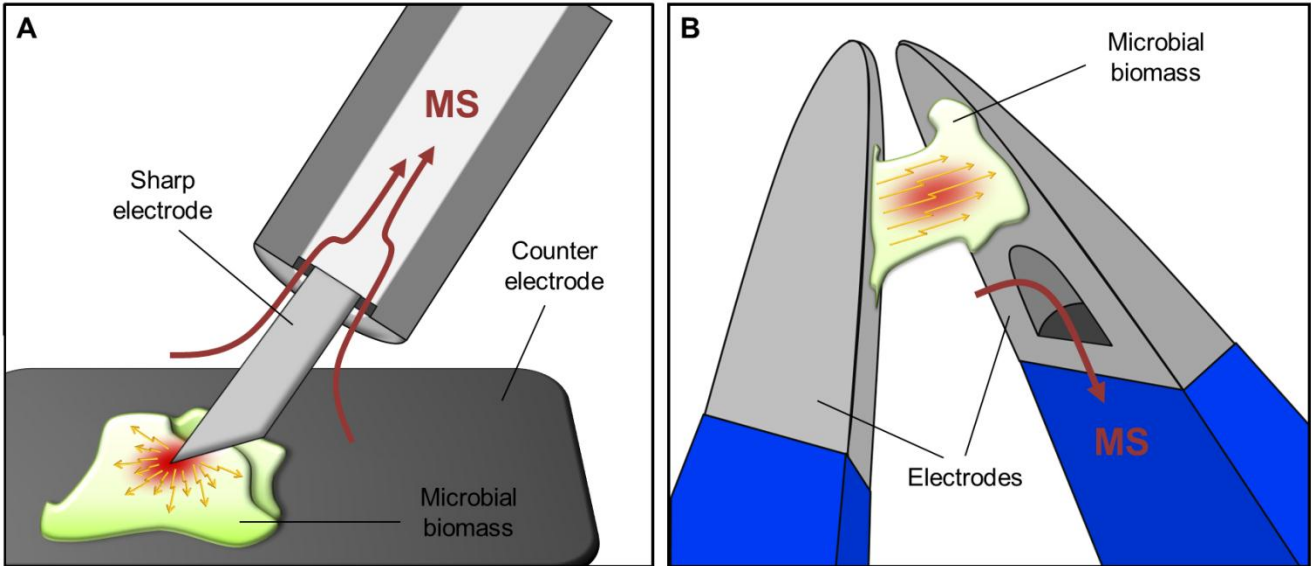 A
MS
Sharp
electrode
Counter
electrode
Microbial
biomass
B
Microbial
biomass
MS
Electrodes